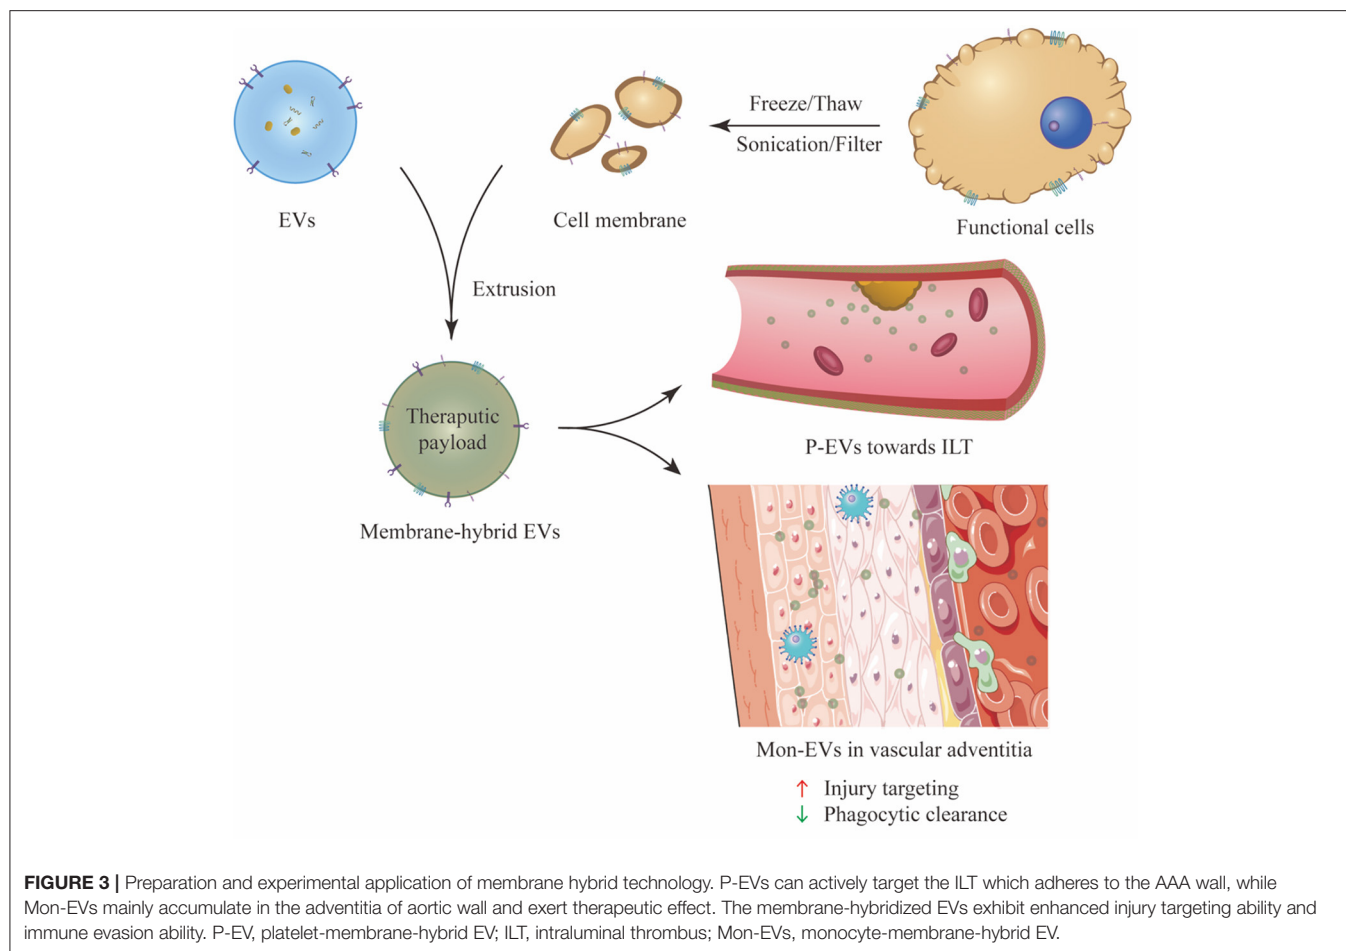 Freeze/Thaw
Sonication/Filter
EVs
Cell membrane
Functional cells
Extrusion
Theraputic
payload
Membrane-hybrid EVs
P-EVs towards ILT
Mon-EVs in vascular adventitia
↑ Injury targeting
↓ Phagocytic clearance
FIGURE 3 | Preparation and experimental application of membrane hybrid technology. P-EVs can actively target the ILT which adheres to the AAA wall, while
Mon-EVs mainly accumulate in the adventitia of aortic wall and exert therapeutic effect. The membrane-hybridized EVs exhibit enhanced injury targeting ability and
immune evasion ability. P-EV, platelet-membrane-hybrid EV; ILT, intraluminal thrombus; Mon-EVs, monocyte-membrane-hybrid EV.